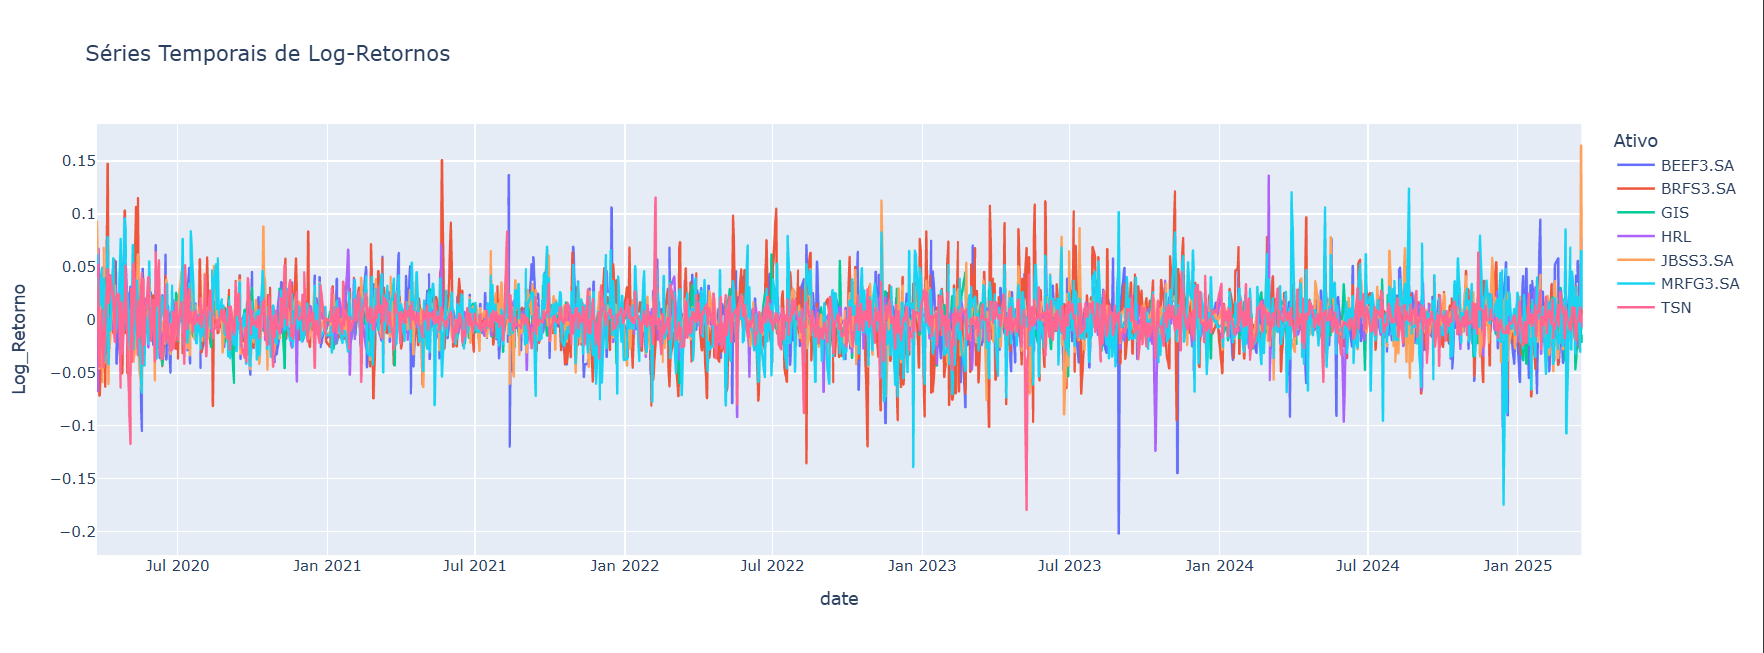 Séries Temporais de Log-Retornos
Log_Retorno
0.15
0.1
0.05
0
−0.05
−0.1
−0.15
−0.2
Jul 2020
Jan 2021
Jul 2021
Jan 2022
Jul 2022
Jan 2023
Jul 2023
Jan 2024
Jul 2024
Jan 2025
date
Ativo
BEEF3.SA
BRFS3.SA
GIS
HRL
JBSS3.SA
MRFG3.SA
TSN